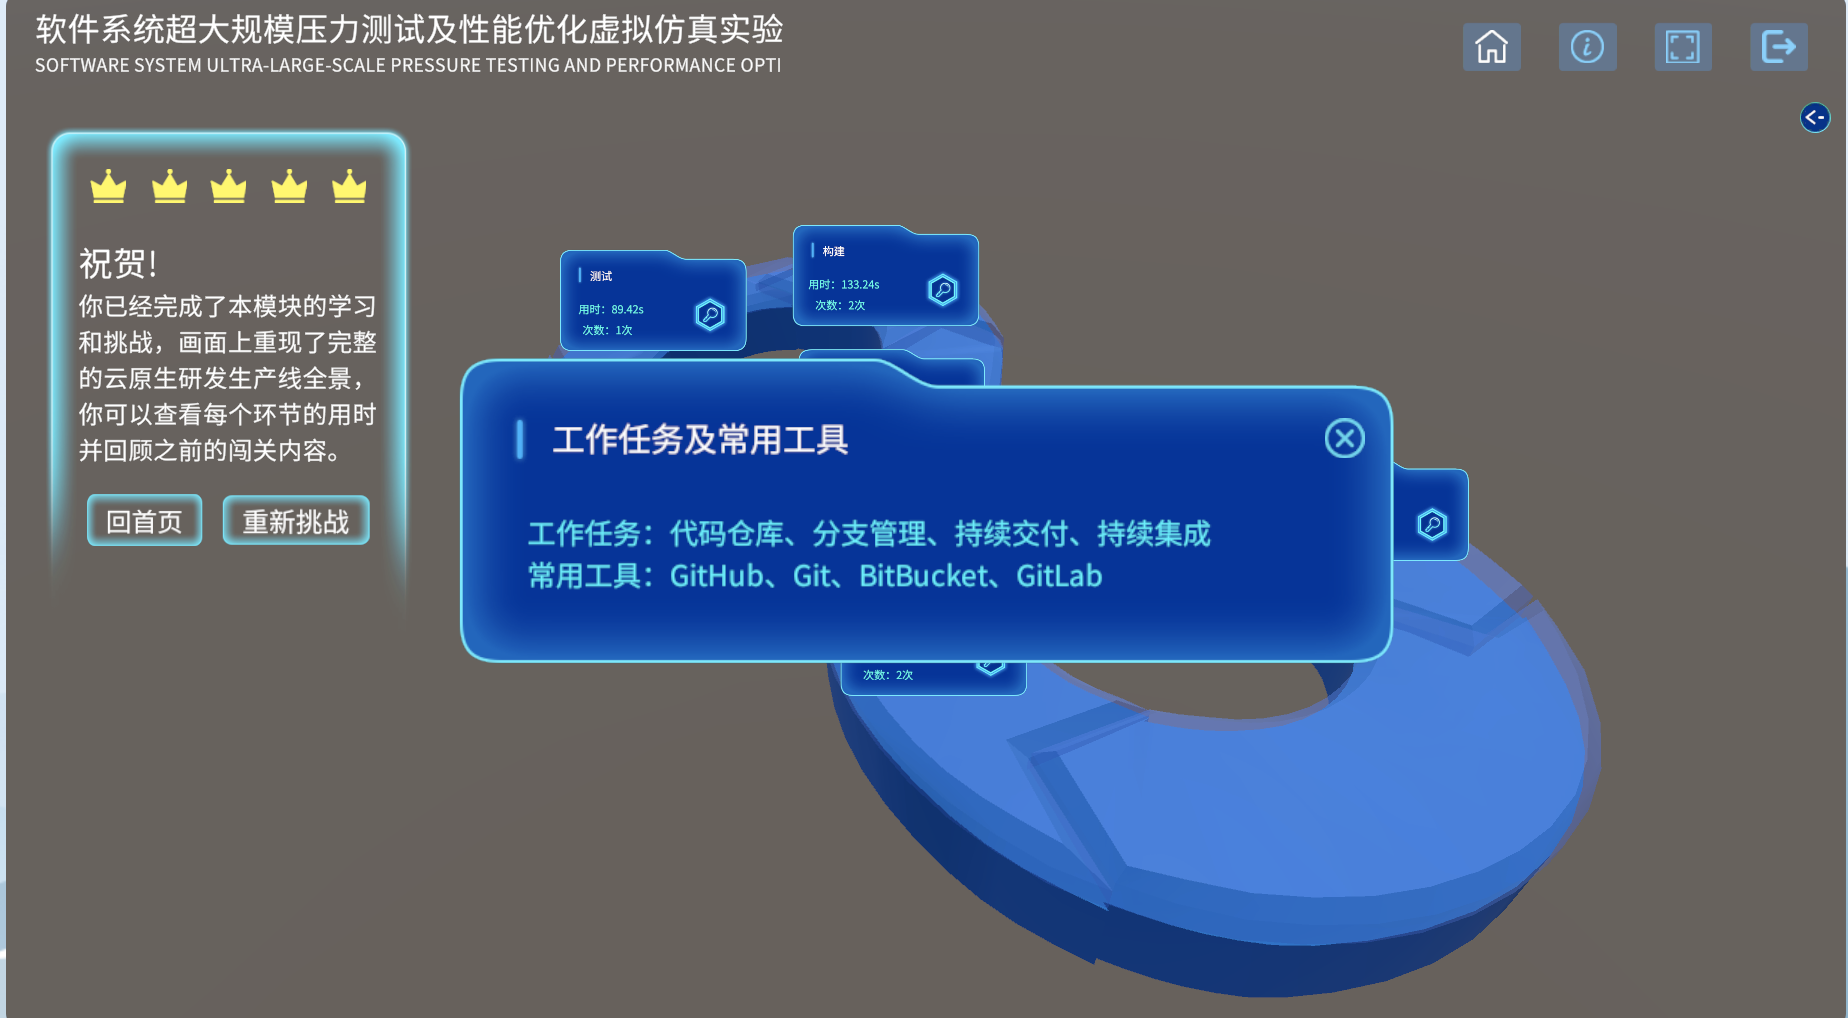 软件系统超大规模压力测试及性能优化虚拟仿真实验
SOFTWARE SYSTEM ULTRA-LARGE-SCALE PRESSURE TESTING AND PERFORMANCE OPTI
祝贺!
你已经完成了本模块的学习
和挑战，画面上重现了完整
的云原生研发生产线全景，
你可以查看每个环节的用时
并回顾之前的闯关内容。
回首页
重新挑战
测试
用时：89.42s
次数：1次
构建
用时：133.24s
次数：2次
工作任务及常用工具
工作任务：代码仓库、分支管理、持续交付、持续集成
常用工具：GitHub、Git、BitBucket、GitLab
次数：2次